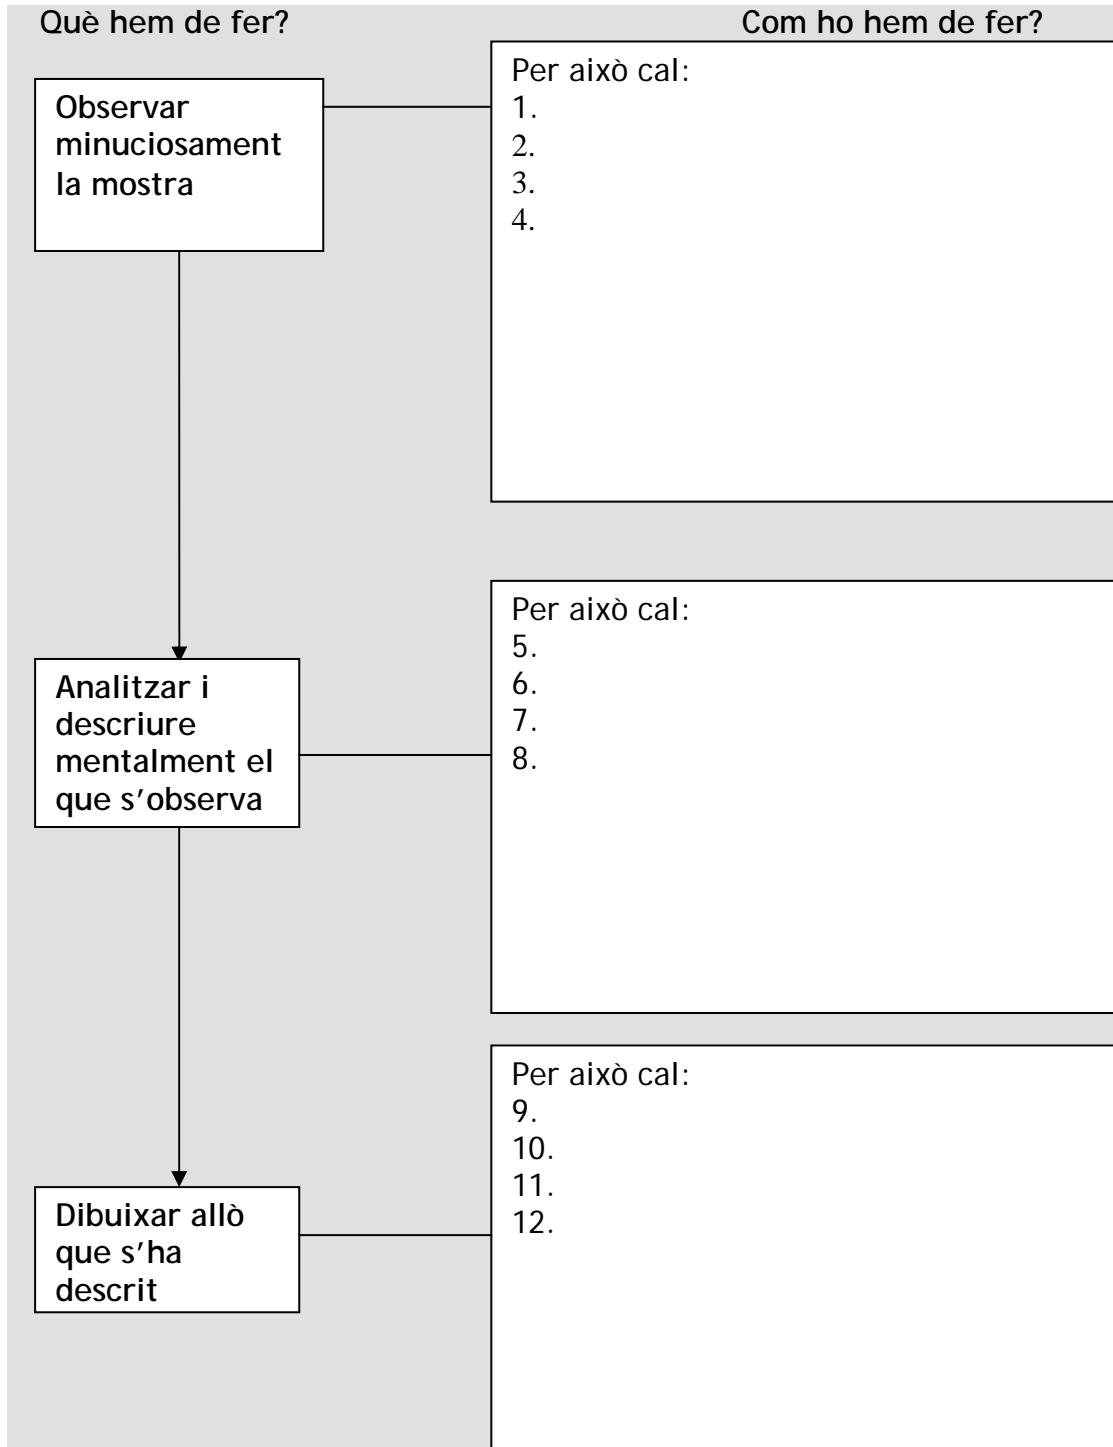 Què hem de fer?
Com ho hem de fer?
Observar
minuciosament
la mostra
Per això cal:
1.
2.
3.
4.
Analitzar i
descriure
mentalment el
que s’observa
Per això cal:
5.
6.
7.
8.
Dibuixar allò
que s’ha
descrit
Per això cal:
9.
10.
11.
12.